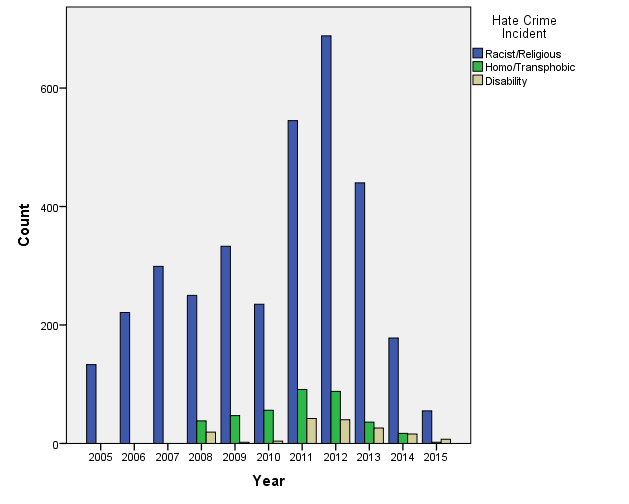 Hate Crime
Incident
Racist/Religious
Homo/Transphobic
Disability
600
400
200
0
Count
2005 2006 2007 2008 2009 2010 2011 2012 2013 2014 2015
Year